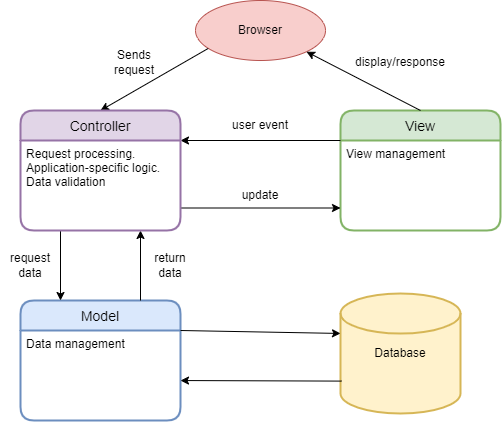 Browser
Sends
request
display/response
Controller
user event
View
Request processing.
Application-specific logic.
Data validation
View management
update
request
data
return
data
Model
Data management
Database